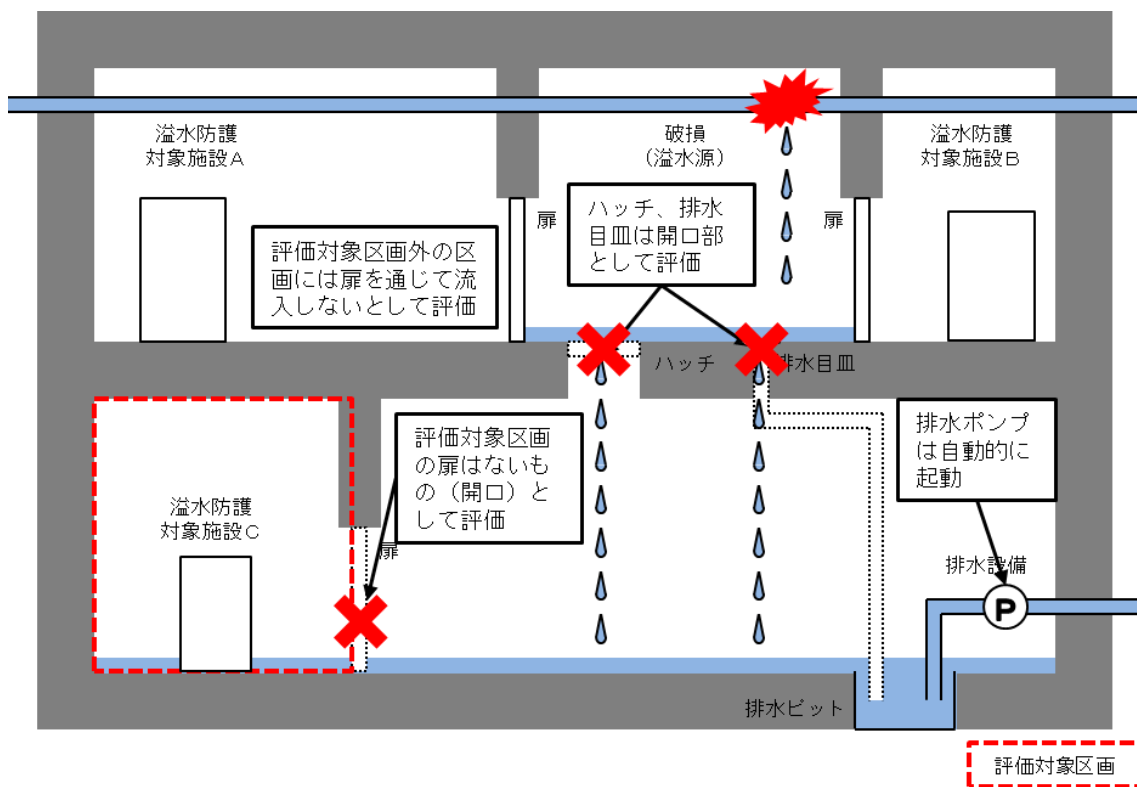 溢水防護
対象施設A
破損
（溢水源）
溢水防護
対象施設B
扉
ハッチ、排水
目皿は開口部
として評価
扉
評価対象区画外の区
画には扉を通じて流
入しないとして評価
ハッチ
排水目皿
評価対象区画
の扉はないも
の（開口）と
して評価
排水ポンプ
は自動的に
起動
溢水防護
対象施設C
扉
排水設備
P
排水ピット
評価対象区画